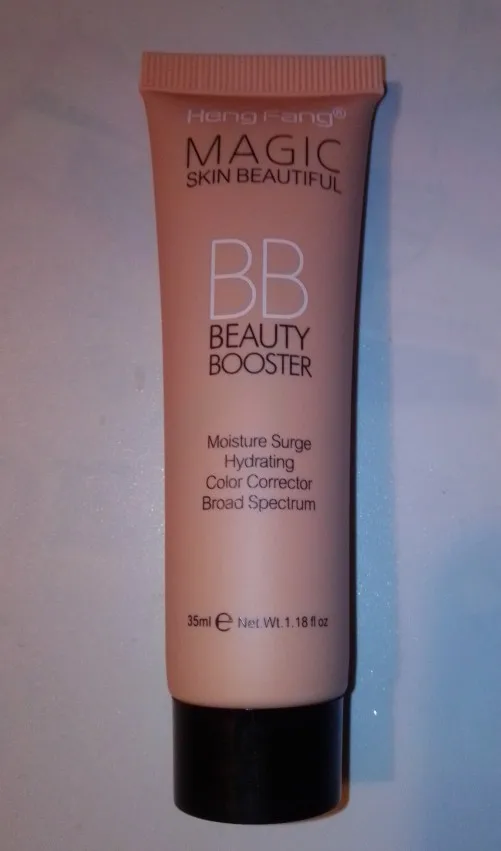 Heng Fang®
MAGIC
SKIN BEAUTIFUL
BB
BEAUTY
BOOSTER
Moisture Surge
Hydrating
Color Corrector
Broad Spectrum
35ml ℮ Net.Wt.1.18 fl oz